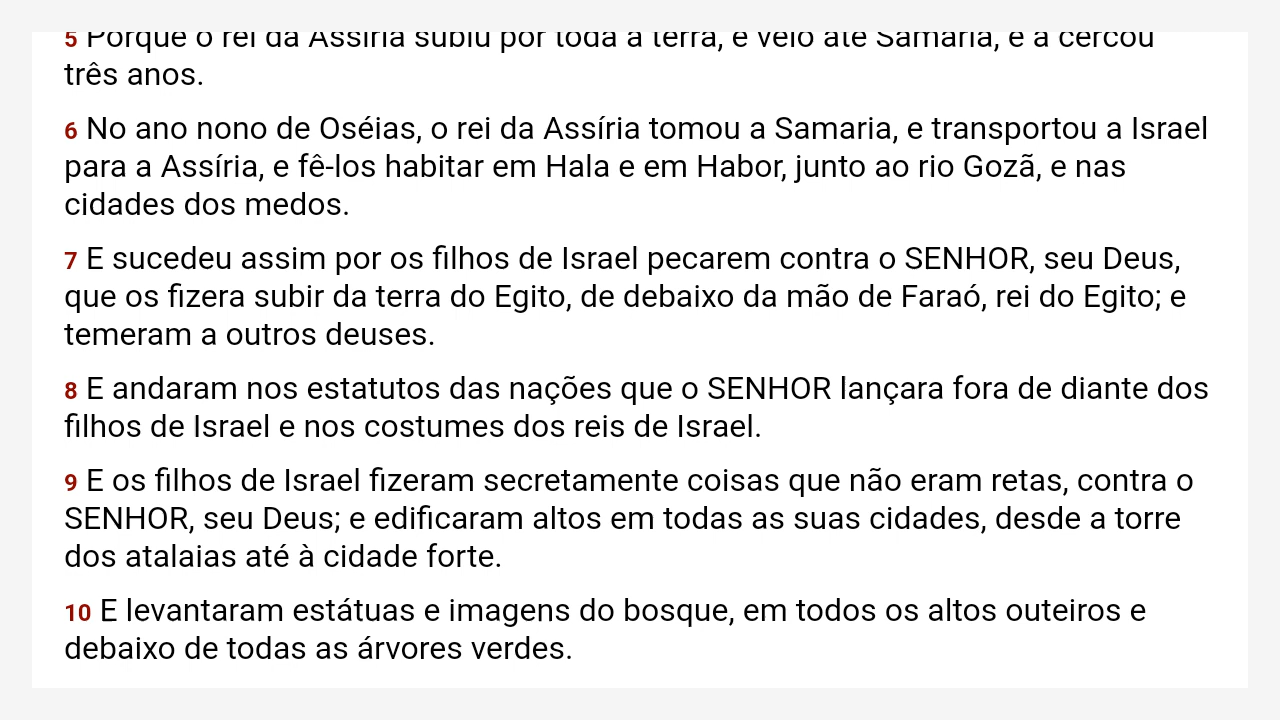 5 Porque o rei da Assíria subiu por toda a terra, e veio até Samaria, e a cercou
três anos.
6 No ano nono de Oséias, o rei da Assíria tomou a Samaria, e transportou a Israel
para a Assíria, e fê-los habitar em Hala e em Habor, junto ao rio Gozã, e nas
cidades dos medos.
7 E sucedeu assim por os filhos de Israel pecarem contra o SENHOR, seu Deus,
que os fizera subir da terra do Egito, de debaixo da mão de Faraó, rei do Egito; e
temeram a outros deuses.
8 E andaram nos estatutos das nações que o SENHOR lançara fora de diante dos
filhos de Israel e nos costumes dos reis de Israel.
9 E os filhos de Israel fizeram secretamente coisas que não eram retas, contra o
SENHOR, seu Deus; e edificaram altos em todas as suas cidades, desde a torre
dos atalaias até à cidade forte.
10 E levantaram estátuas e imagens do bosque, em todos os altos outeiros e
debaixo de todas as árvores verdes.